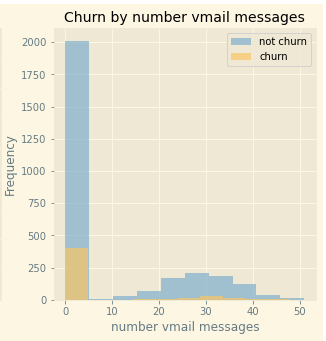 Churn by number vmail messages
not churn
churn
Frequency
2000
1750
1500
1250
1000
750
500
250
0
0 10 20 30 40 50
number vmail messages